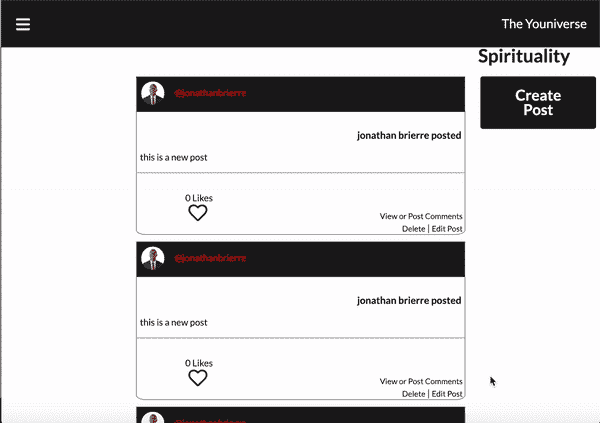 The Youniverse
Spirituality
Create
Post
@jonathanbrierre
jonathan brierre posted
this is a new post
0 Likes
View or Post Comments
Delete | Edit Post
@jonathanbrierre
jonathan brierre posted
this is a new post
0 Likes
View or Post Comments
Delete | Edit Post
@jonathanbrierre